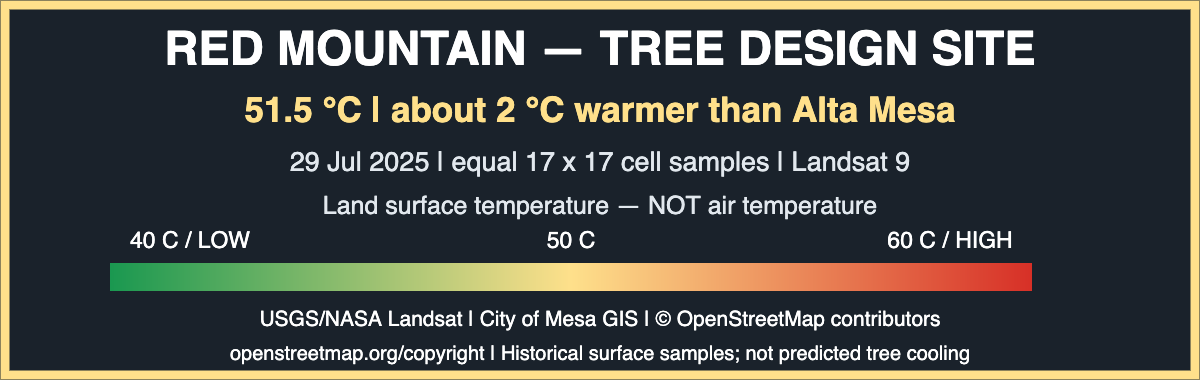 RED MOUNTAIN — TREE DESIGN SITE
51.5 °C | about 2 °C warmer than Alta Mesa
29 Jul 2025 | equal 17 x 17 cell samples | Landsat 9
Land surface temperature — NOT air temperature
40 C / LOW 50 C 60 C / HIGH
USGS/NASA Landsat | City of Mesa GIS | © OpenStreetMap contributors
openstreetmap.org/copyright | Historical surface samples; not predicted tree cooling